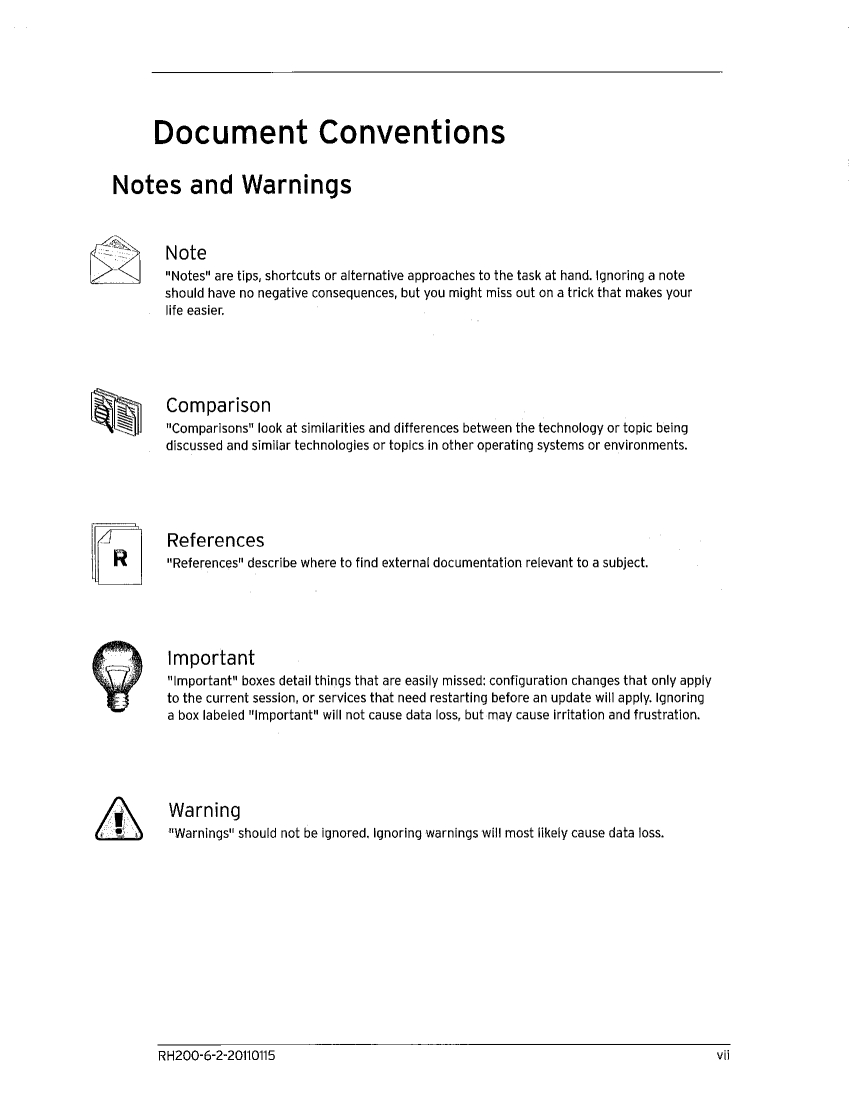 Document Conventions
Notes and Warnings
Note
"Notes" are tips, shortcuts or alternative approaches to the task at hand. Ignoring a note
should have no negative consequences, but you might miss out on a trick that makes your
life easier.
Comparison
"Comparisons" look at similarities and differences between the technology or topic being
discussed and similar technologies or topics in other operating systems or environments.
R
References
"References" describe where to find external documentation relevant to a subject.
Important
"Important" boxes detail things that are easily missed: configuration changes that only apply
to the current session, or services that need restarting before an update will apply. Ignoring
a box labeled "Important" will not cause data loss, but may cause irritation and frustration.
Warning
"Warnings" should not be ignored. Ignoring warnings will most likely cause data loss.
RH200-6-2-20110115 vii